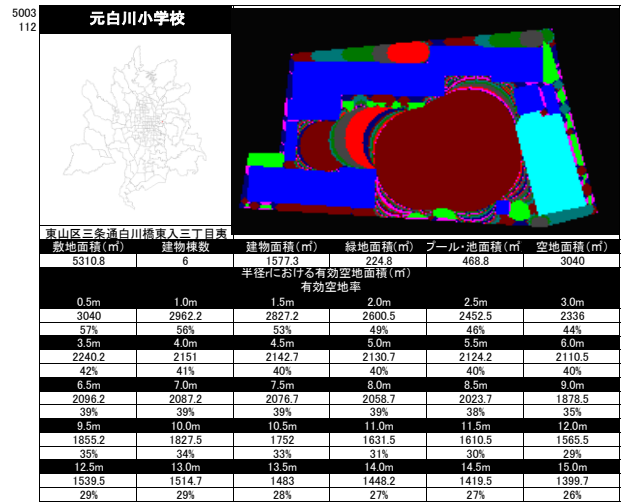 5003
112
元白川小学校
東山区三条通白川橋東入三丁目夷
敷地面積(㎡) 建物棟数 建物面積(㎡) 緑地面積(㎡) プール・池面積(㎡ 空地面積(㎡)
5310.8 6 1577.3 224.8 468.8 3040
半径rにおける有効空地面積(㎡)
有効空地率
0.5m 1.0m 1.5m 2.0m 2.5m 3.0m
3040 2962.2 2827.2 2600.5 2452.5 2336
57% 56% 53% 49% 46% 44%
3.5m 4.0m 4.5m 5.0m 5.5m 6.0m
2240.2 2151 2142.7 2130.7 2124.2 2110.5
42% 41% 40% 40% 40% 40%
6.5m 7.0m 7.5m 8.0m 8.5m 9.0m
2096.2 2087.2 2076.7 2058.7 2023.7 1878.5
39% 39% 39% 39% 38% 35%
9.5m 10.0m 10.5m 11.0m 11.5m 12.0m
1855.2 1827.5 1752 1631.5 1610.5 1565.5
35% 34% 33% 31% 30% 29%
12.5m 13.0m 13.5m 14.0m 14.5m 15.0m
1539.5 1514.7 1483 1448.2 1419.5 1399.7
29% 29% 28% 27% 27% 26%